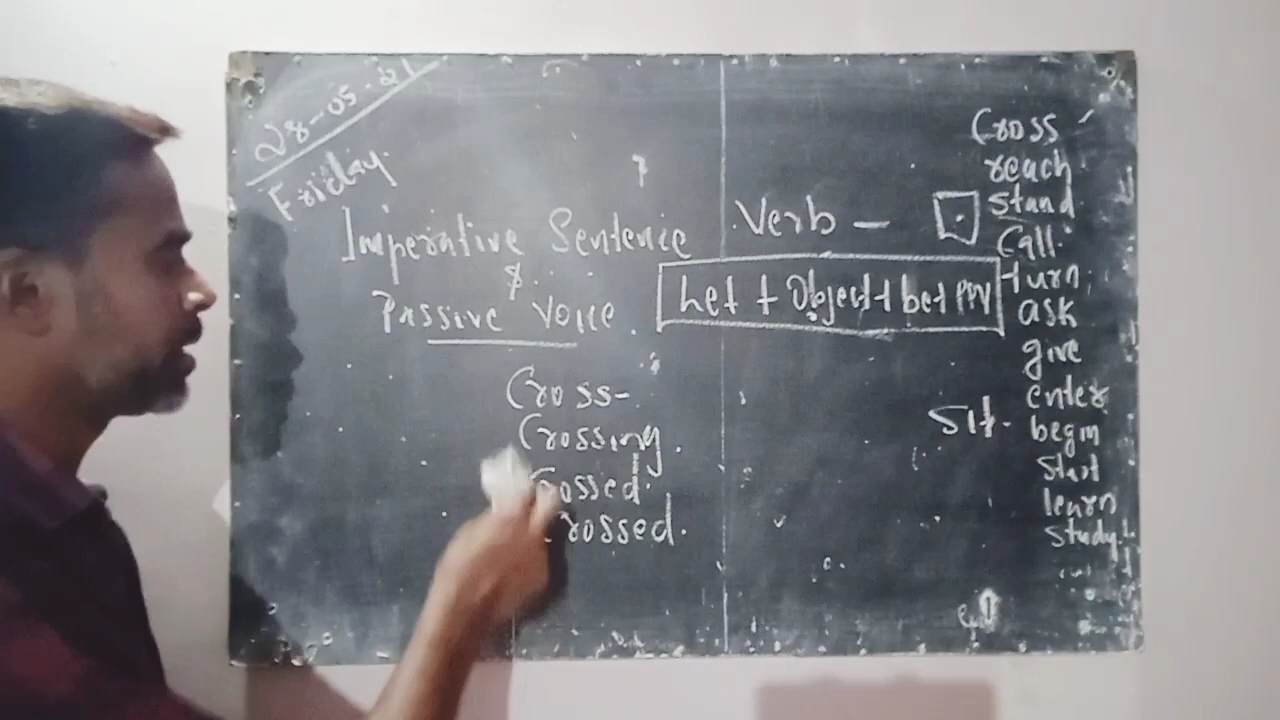 28-05-21
Friday.
Imperative Sentence
&
Passive Voice.
Verb -
Let + Object + be + PPV
Cross-
Crossing.
Crossed.
Crossed.
Cross
reach
stand
Call
turn
ask
give
enter
Sit.
begin
start
learn
study